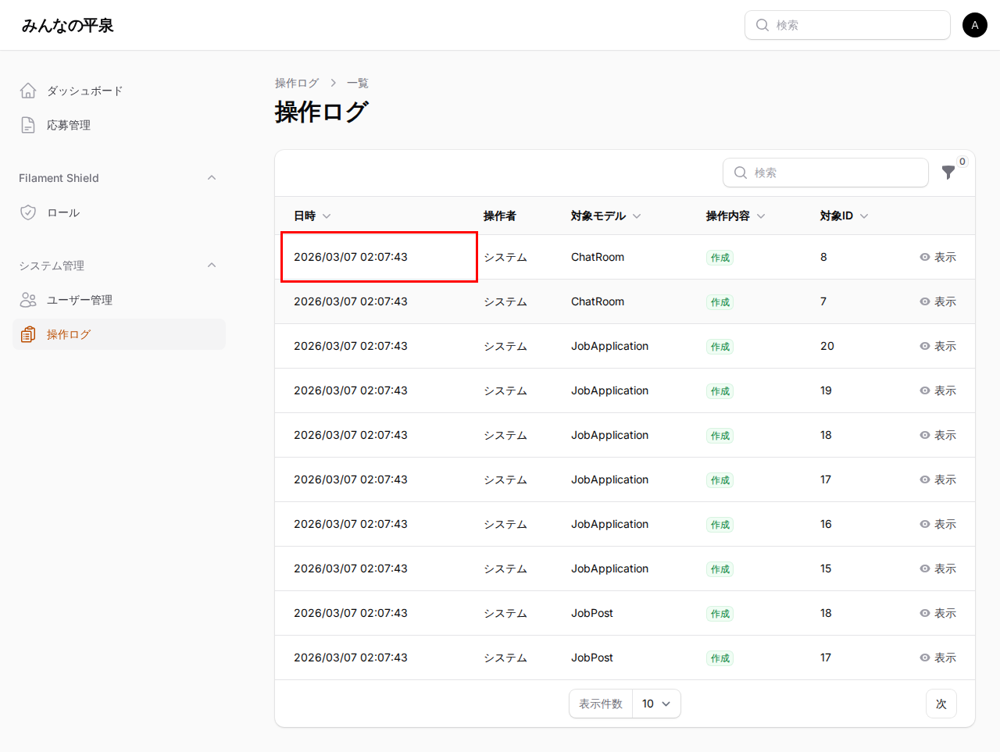 みんなの平泉
検索
A
ダッシュボード
応募管理
Filament Shield
ロール
システム管理
ユーザー管理
操作ログ
操作ログ 一覧
操作ログ
検索
0
日時 操作者 対象モデル 操作内容 対象ID
2026/03/07 02:07:43 システム ChatRoom 作成 8 表示
2026/03/07 02:07:43 システム ChatRoom 作成 7 表示
2026/03/07 02:07:43 システム JobApplication 作成 20 表示
2026/03/07 02:07:43 システム JobApplication 作成 19 表示
2026/03/07 02:07:43 システム JobApplication 作成 18 表示
2026/03/07 02:07:43 システム JobApplication 作成 17 表示
2026/03/07 02:07:43 システム JobApplication 作成 16 表示
2026/03/07 02:07:43 システム JobApplication 作成 15 表示
2026/03/07 02:07:43 システム JobPost 作成 18 表示
2026/03/07 02:07:43 システム JobPost 作成 17 表示
表示件数 10 次